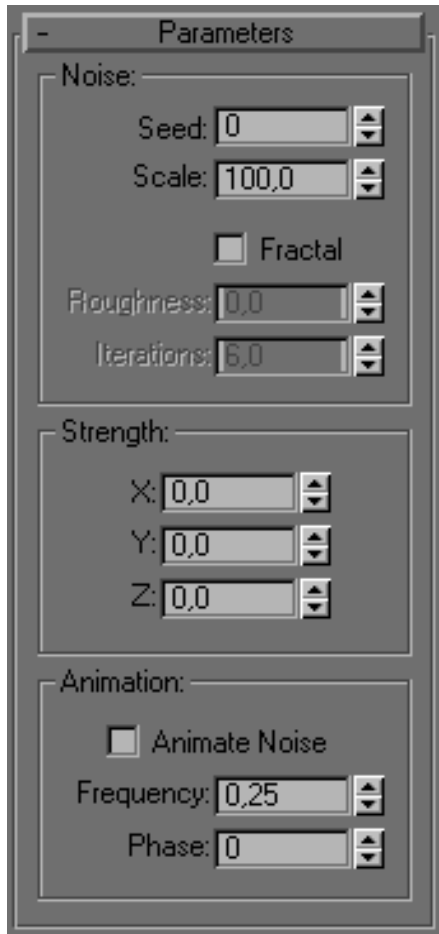 - Parameters
Noise:
Seed: 0
Scale: 100,0
Fractal
Roughness: 0,0
Iterations: 6,0
Strength:
X: 0,0
Y: 0,0
Z: 0,0
Animation:
Animate Noise
Frequency: 0,25
Phase: 0